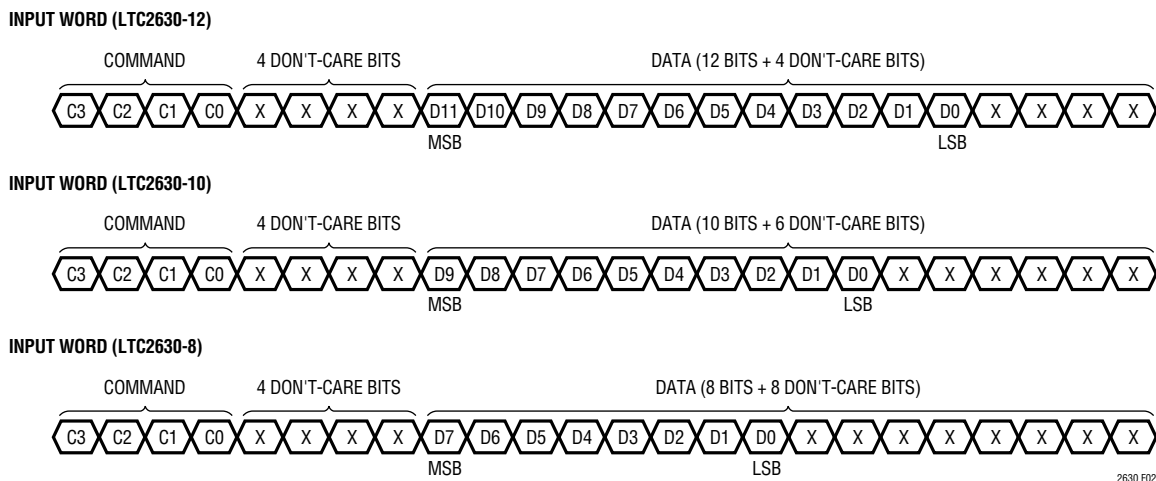 INPUT WORD (LTC2630-12)
COMMAND 4 DON'T-CARE BITS DATA (12 BITS + 4 DON'T-CARE BITS)
C3 C2 C1 C0 X X X X D11 D10 D9 D8 D7 D6 D5 D4 D3 D2 D1 D0 X X X X
MSB LSB
INPUT WORD (LTC2630-10)
COMMAND 4 DON'T-CARE BITS DATA (10 BITS + 6 DON'T-CARE BITS)
C3 C2 C1 C0 X X X X D9 D8 D7 D6 D5 D4 D3 D2 D1 D0 X X X X X X
MSB LSB
INPUT WORD (LTC2630-8)
COMMAND 4 DON'T-CARE BITS DATA (8 BITS + 8 DON'T-CARE BITS)
C3 C2 C1 C0 X X X X D7 D6 D5 D4 D3 D2 D1 D0 X X X X X X X X
MSB LSB
2630 F02